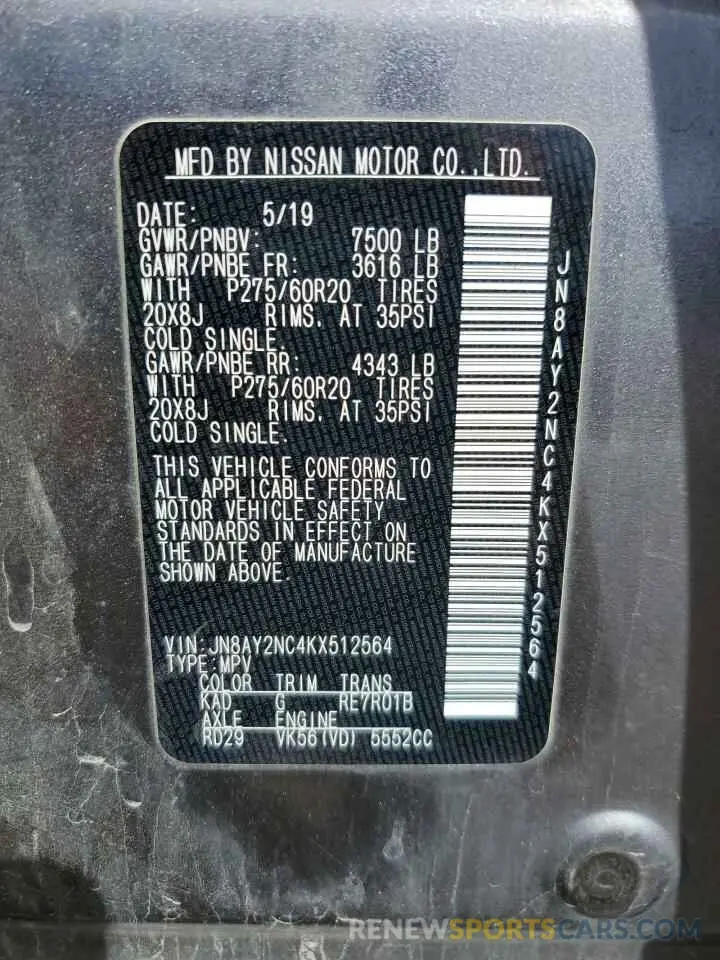 MFD BY NISSAN MOTOR CO.,LTD.
DATE: 5/19
GVWR/PNBV: 7500 LB
GAWR/PNBE FR: 3616 LB
WITH P275/60R20 TIRES
20X8J RIMS, AT 35PSI
COLD SINGLE.
GAWR/PNBE RR: 4343 LB
WITH P275/60R20 TIRES
20X8J RIMS, AT 35PSI
COLD SINGLE.
THIS VEHICLE CONFORMS TO
ALL APPLICABLE FEDERAL
MOTOR VEHICLE SAFETY
STANDARDS IN EFFECT ON
THE DATE OF MANUFACTURE
SHOWN ABOVE.
VIN:JN8AY2NC4KX512564
TYPE:MPV
COLOR TRIM TRANS
KAD G RE7R01B
AXLE ENGINE
RD29 VK56(VD) 5552CC
JN8AY2NC4KX512564
RENEWSPORTSCARS.COM